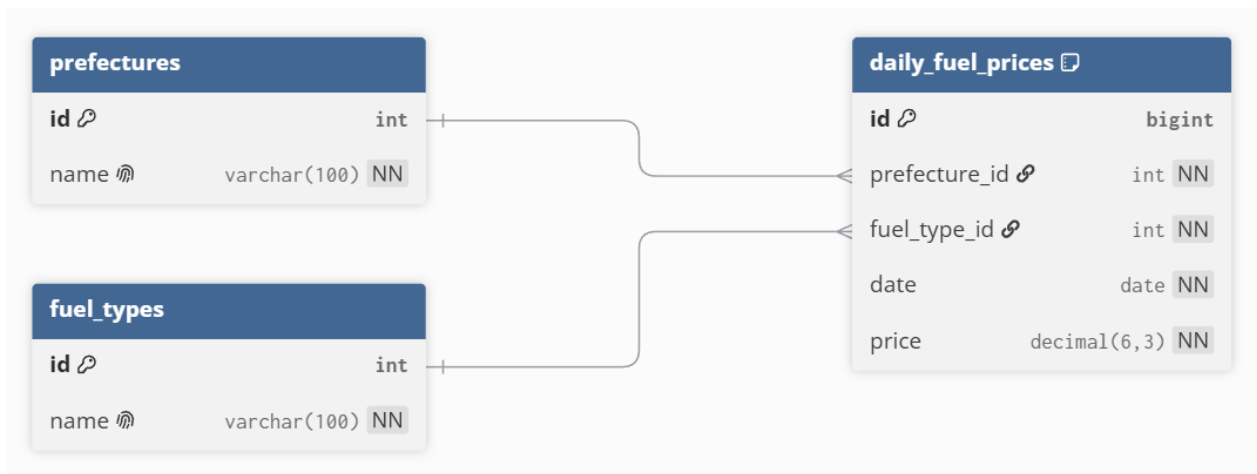 prefectures
id int
name varchar(100) NN
fuel_types
id int
name varchar(100) NN
daily_fuel_prices
id bigint
prefecture_id int NN
fuel_type_id int NN
date date NN
price decimal(6,3) NN